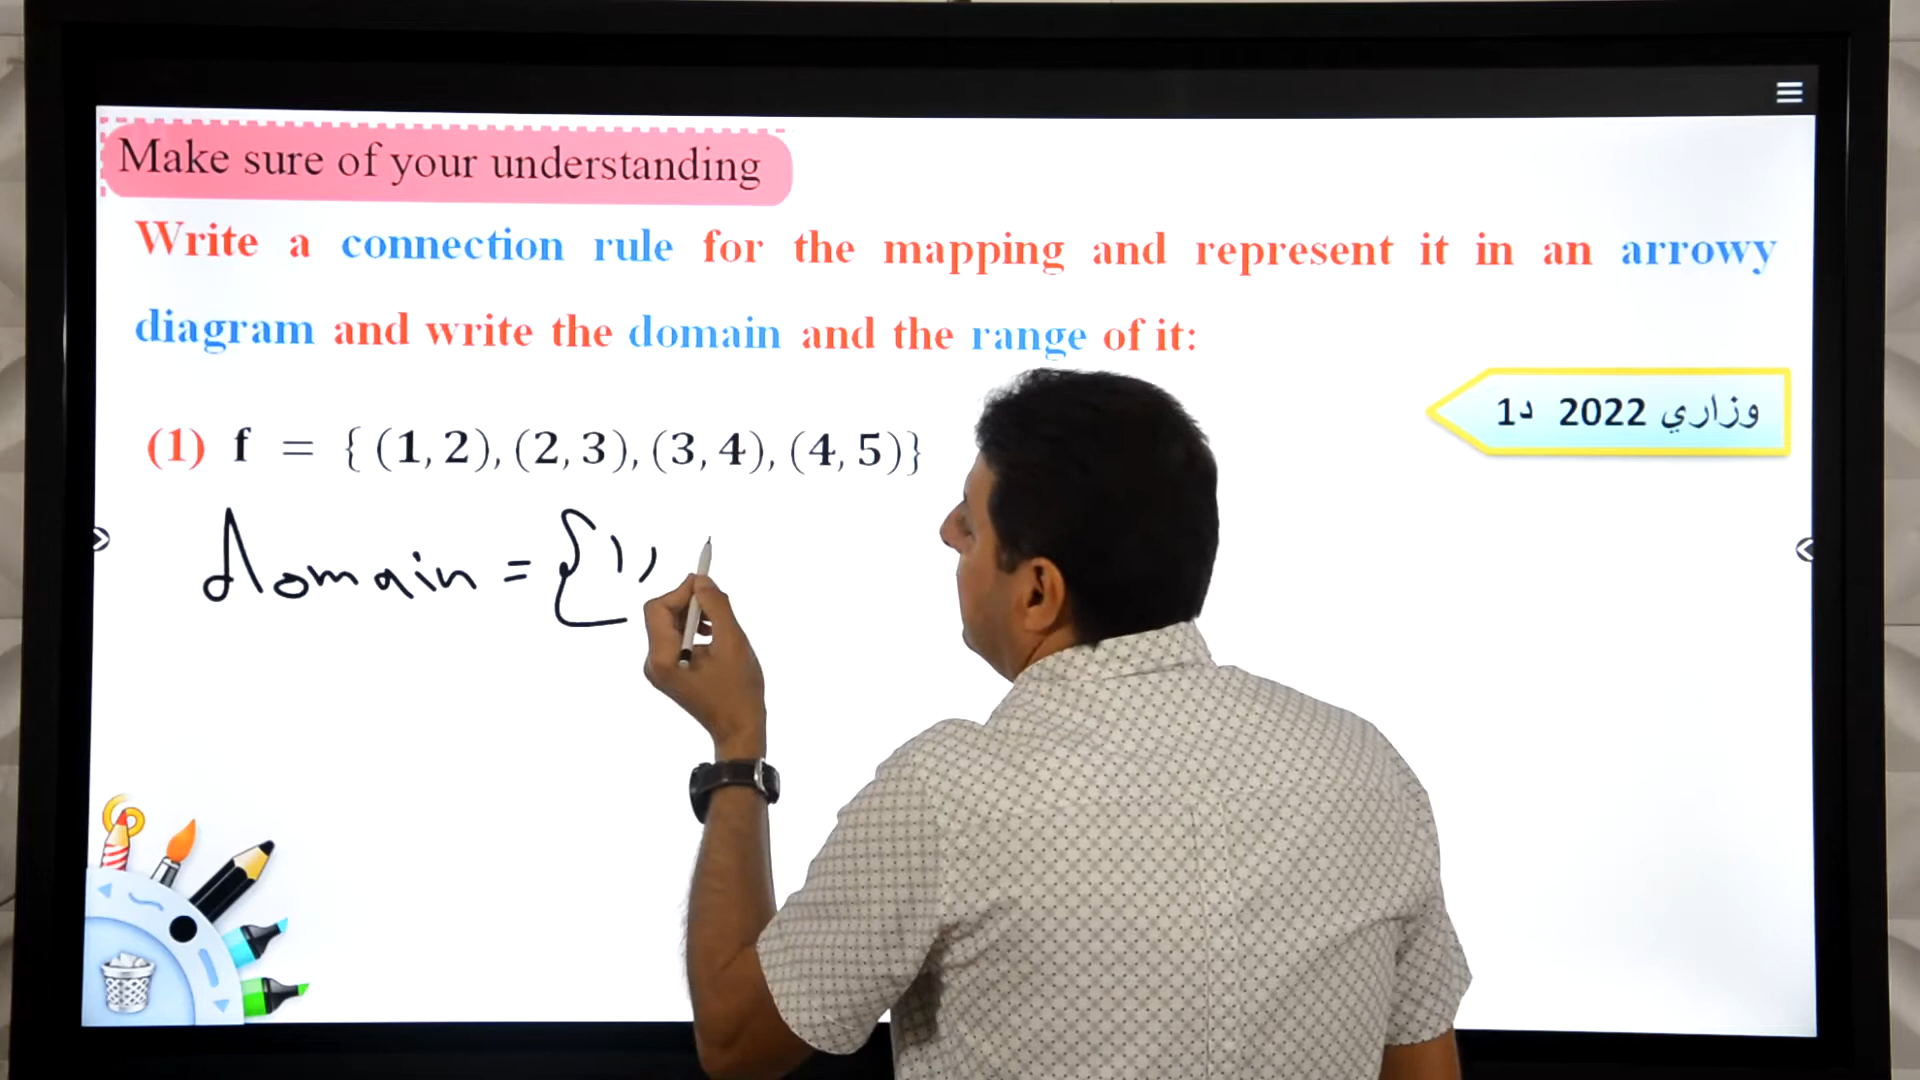 Make sure of your understanding
Write a connection rule for the mapping and represent it in an arrowy
diagram and write the domain and the range of it:
وزاري 2022 د1
(1) f = { (1, 2), (2, 3), (3, 4), (4, 5)}
domain = {1,